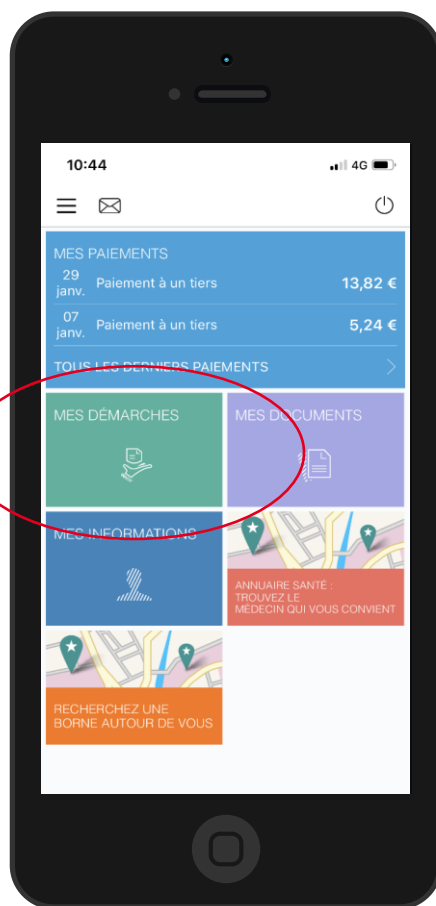 10:44 4G
MES PAIEMENTS
29 janv. Paiement à un tiers 13,82 €
07 janv. Paiement à un tiers 5,24 €
TOUS LES DERNIERS PAIEMENTS
MES DÉMARCHES
MES DOCUMENTS
MES INFORMATIONS
ANNUAIRE SANTÉ :
TROUVEZ LE
MÉDECIN QUI VOUS CONVIENT
RECHERCHEZ UNE
BORNE AUTOUR DE VOUS